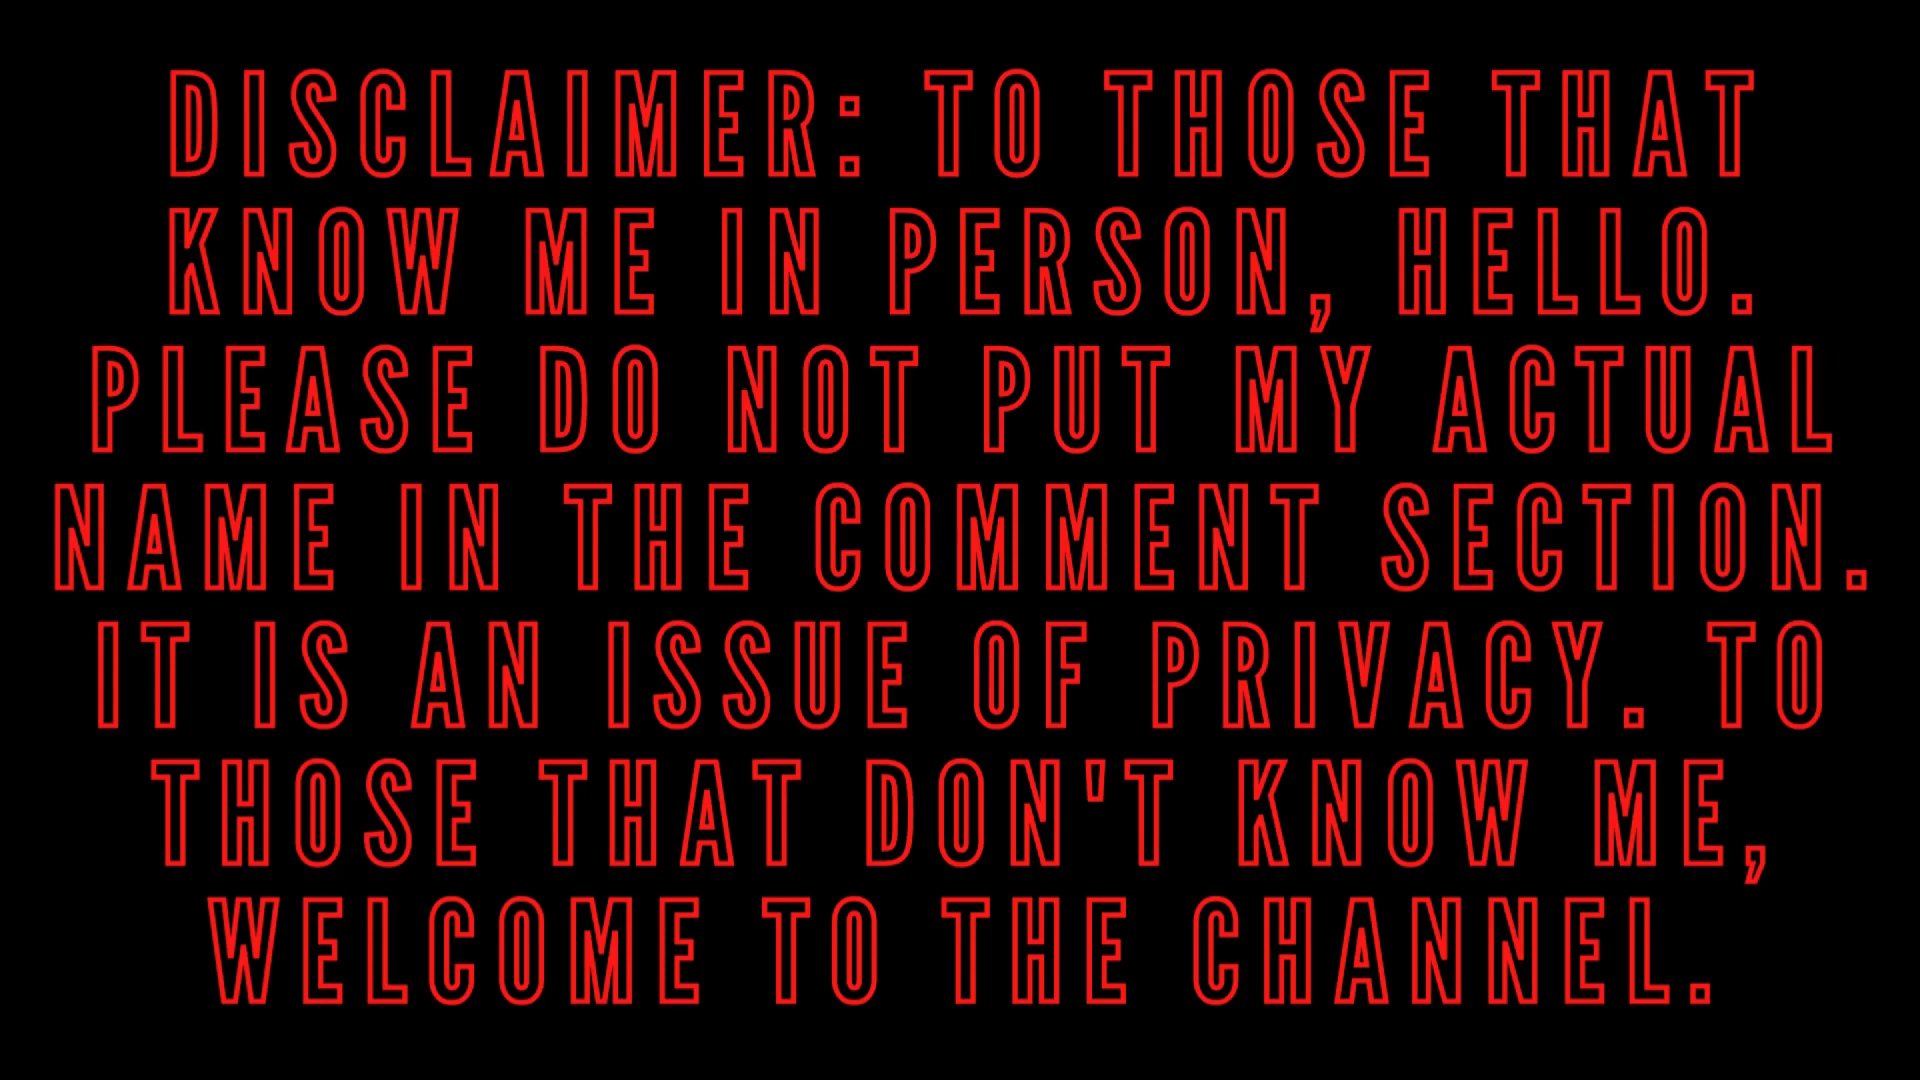 DISCLAIMER: TO THOSE THAT
KNOW ME IN PERSON, HELLO.
PLEASE DO NOT PUT MY ACTUAL
NAME IN THE COMMENT SECTION.
IT IS AN ISSUE OF PRIVACY. TO
THOSE THAT DON'T KNOW ME,
WELCOME TO THE CHANNEL.